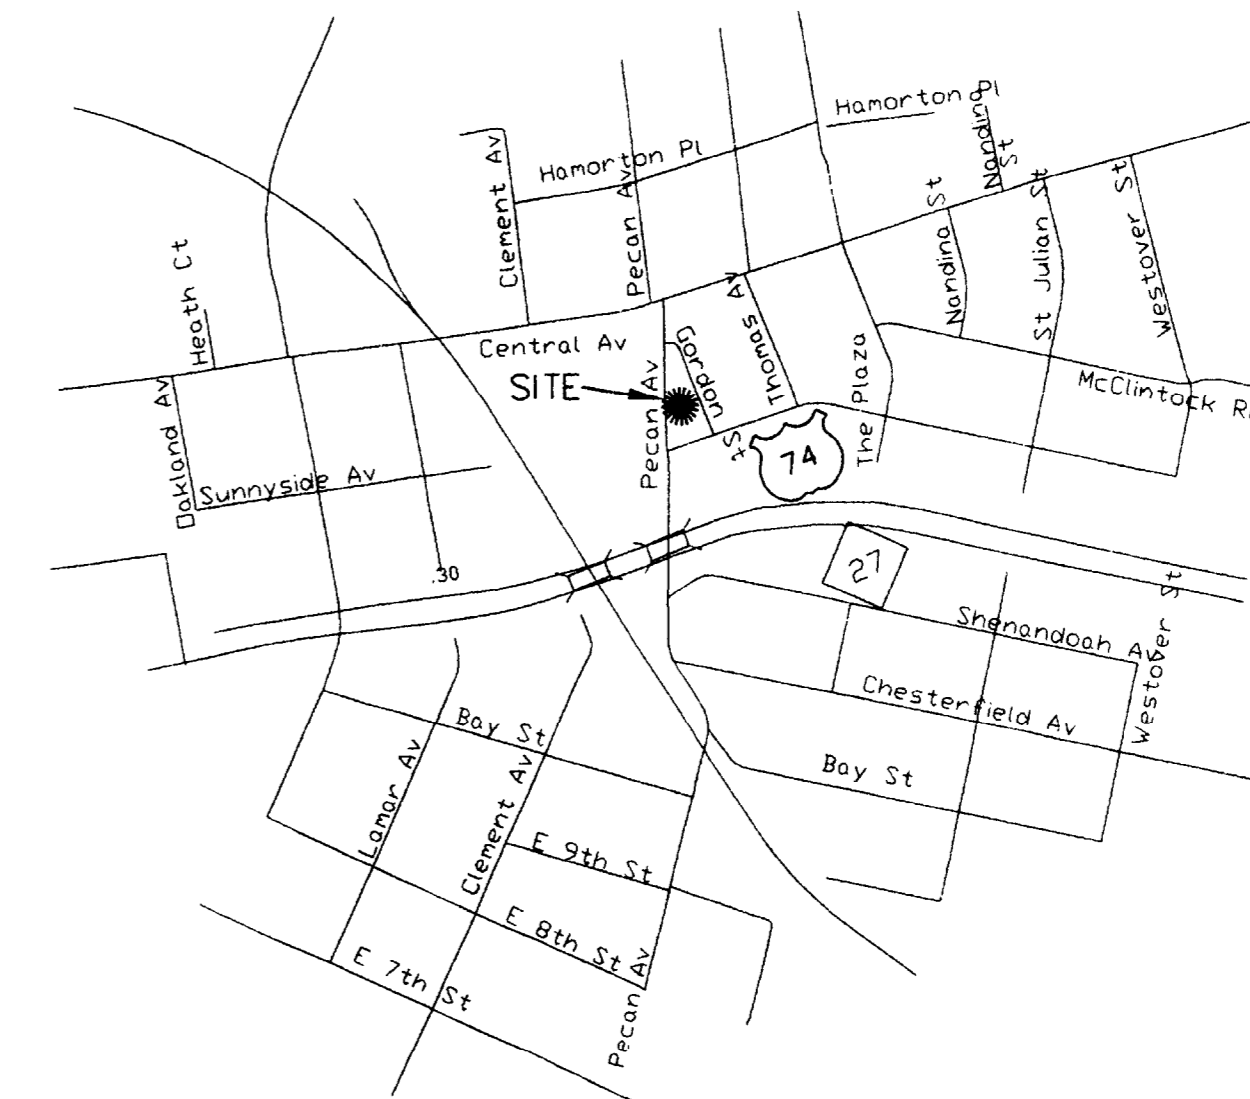 Hamorton Pl
Nandina St
Hamorton Pl
Clement Av
Pecan Av
Nandina St
St Julian St
Westover St
Heath Ct
Central Av
Thomas Av
Gordon St
The Plaza
McClintock R
SITE
Pecan Av
Oakland Av
Sunnyside Av
74
.30
27
Shenandoah Av
Westover St
Chesterfield Av
Bay St
Bay St
Lamar Av
Clement Av
E 9th St
E 8th St
E 7th St
Pecan Av